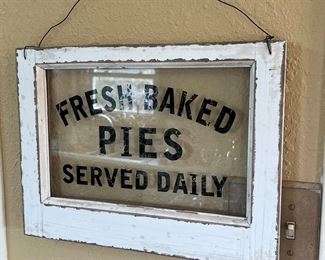 FRESH BAKED
PIES
SERVED DAILY